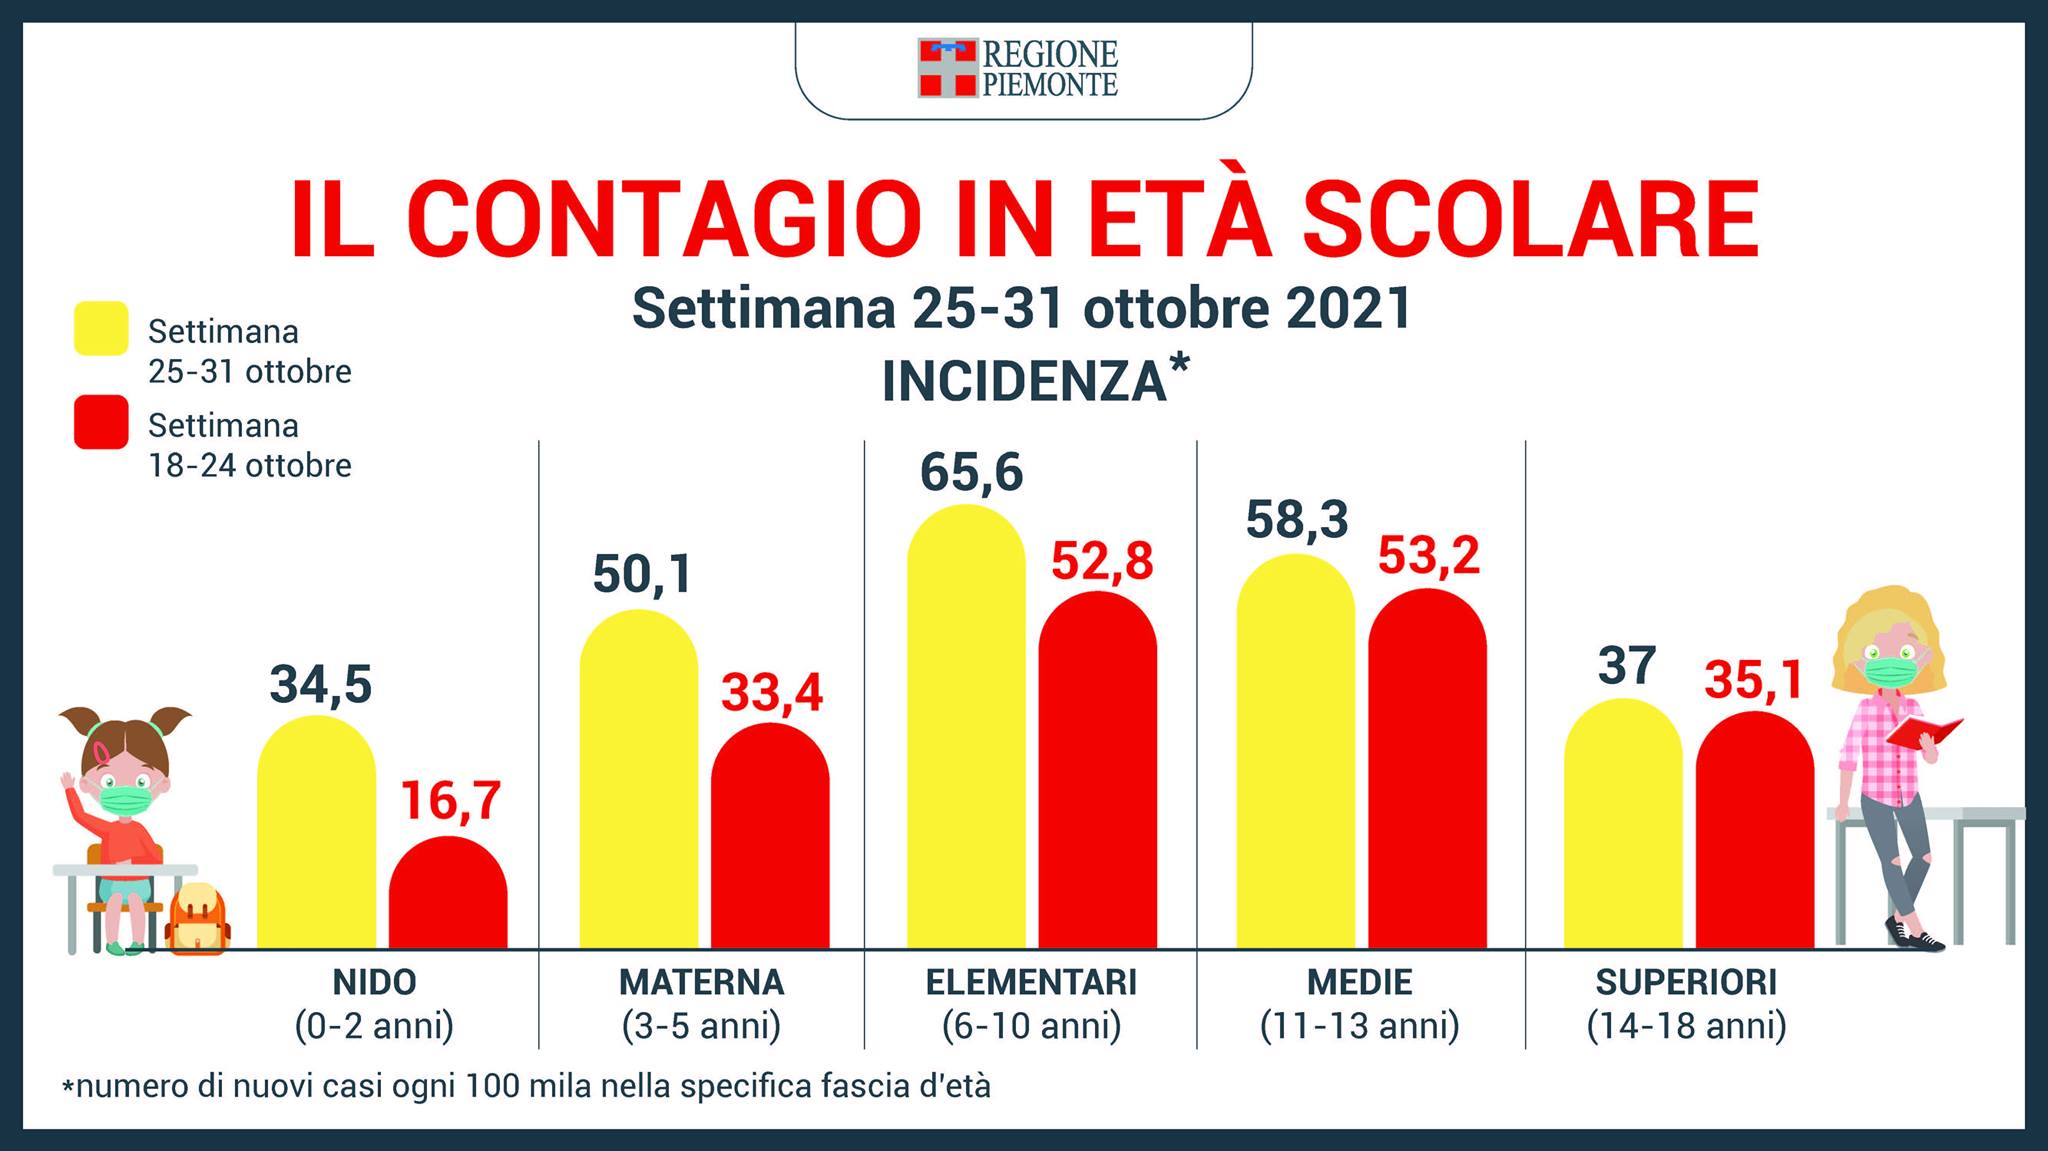 REGIONE
PIEMONTE
IL CONTAGIO IN ETÀ SCOLARE
Settimana 25-31 ottobre 2021
INCIDENZA*
Settimana
25-31 ottobre
Settimana
18-24 ottobre
34,5
16,7
50,1
33,4
65,6
52,8
58,3
53,2
37
35,1
NIDO
(0-2 anni)
MATERNA
(3-5 anni)
ELEMENTARI
(6-10 anni)
MEDIE
(11-13 anni)
SUPERIORI
(14-18 anni)
*numero di nuovi casi ogni 100 mila nella specifica fascia d'età